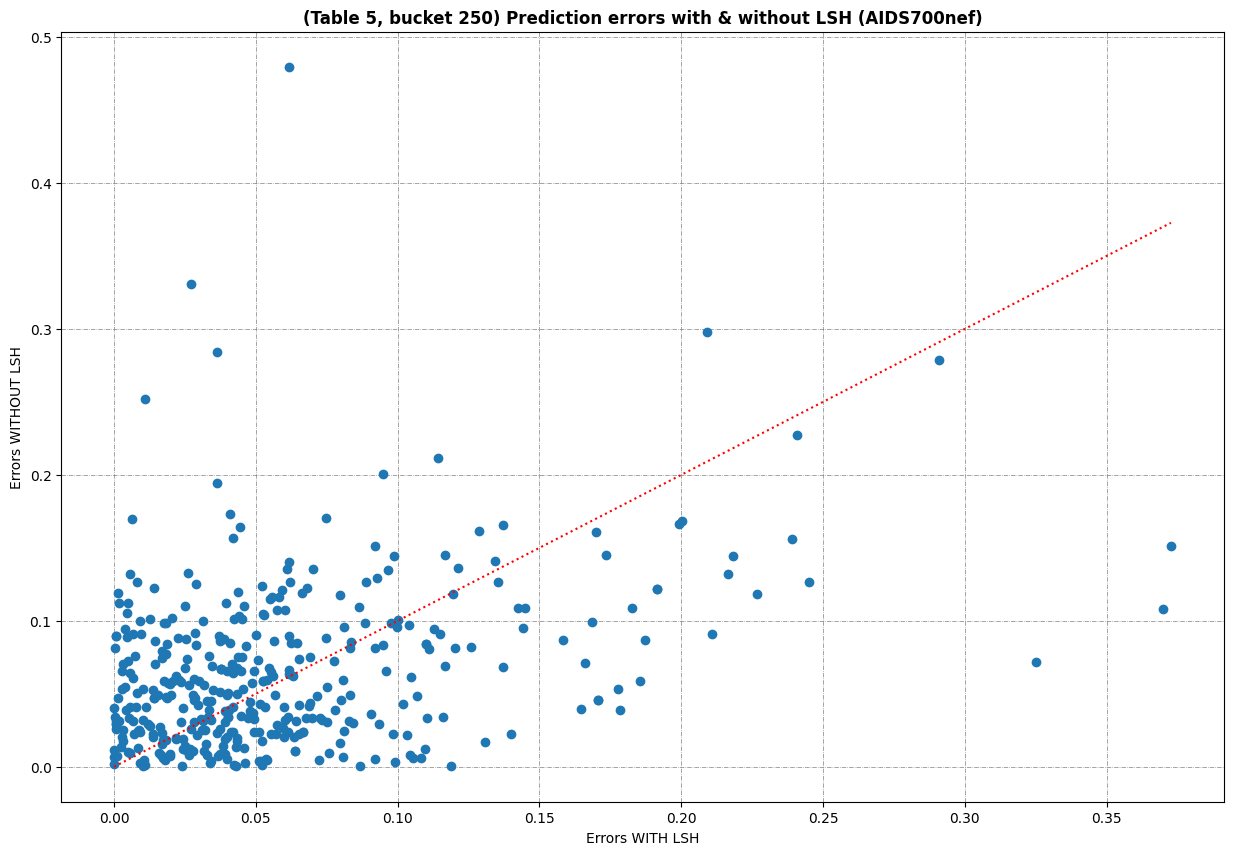 (Table 5, bucket 250) Prediction errors with & without LSH (AIDS700nef)
0.5
0.4
0.3
0.2
0.1
0.0
Errors WITHOUT LSH
0.00 0.05 0.10 0.15 0.20 0.25 0.30 0.35
Errors WITH LSH